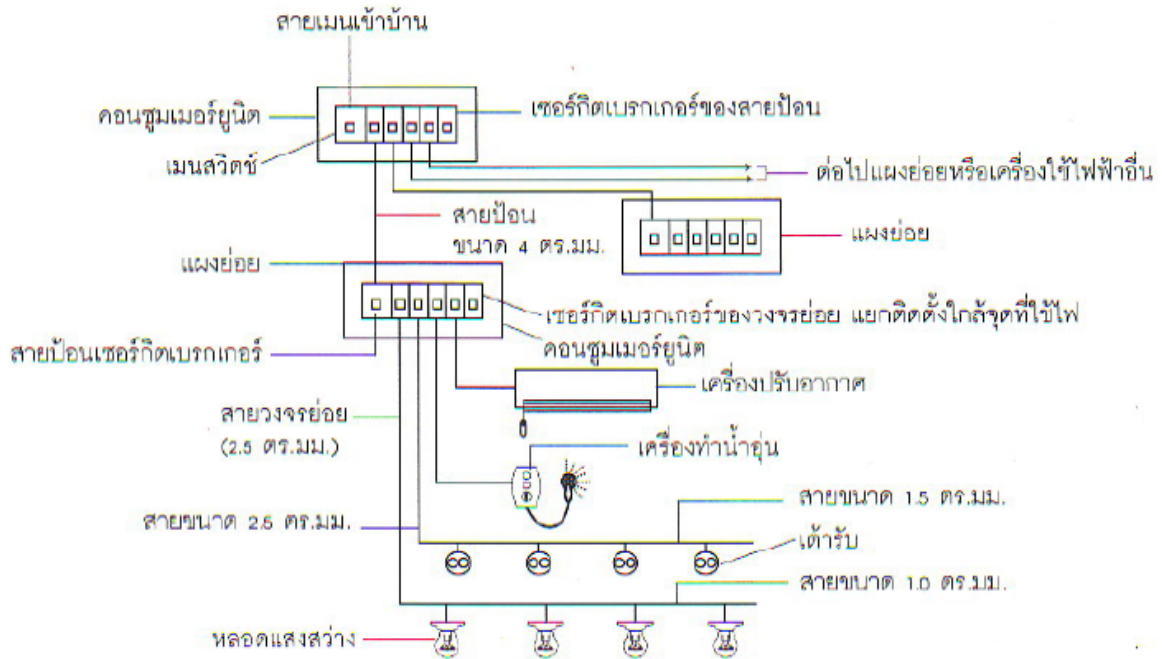 สายเมนเข้าบ้าน
คอนซูมเมอร์ยูนิต
เซอร์กิตเบรกเกอร์ของสายป้อน
เมนสวิตช์
ต่อไปแผงย่อยหรือเครื่องใช้ไฟฟ้าอื่น
สายป้อน
ขนาด 4 ตร.มม.
แผงย่อย
แผงย่อย
เซอร์กิตเบรกเกอร์ของวงจรย่อย แยกติดตั้งใกล้จุดที่ใช้ไฟ
สายป้อนเซอร์กิตเบรกเกอร์
คอนซูมเมอร์ยูนิต
เครื่องปรับอากาศ
สายวงจรย่อย
(2.5 ตร.มม.)
เครื่องทำน้ำอุ่น
สายขนาด 1.5 ตร.มม.
สายขนาด 2.5 ตร.มม.
เต้ารับ
สายขนาด 1.0 ตร.มม.
หลอดแสงสว่าง